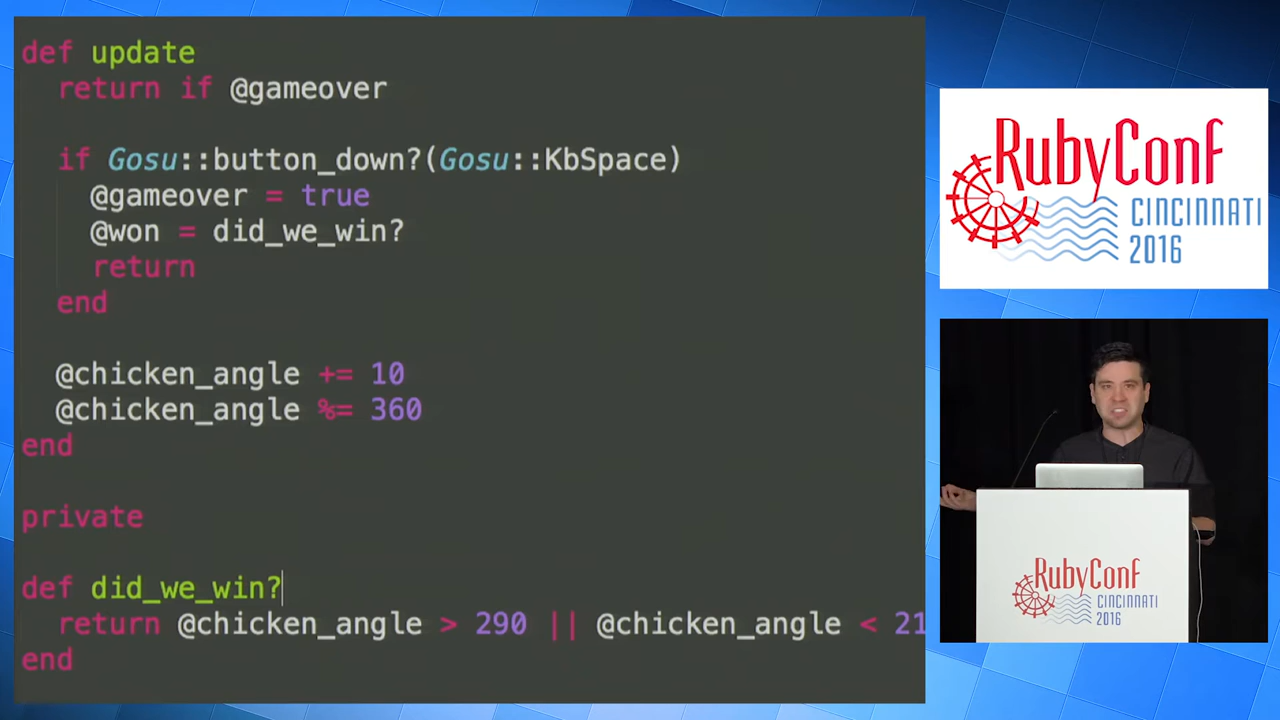 def update
return if @gameover
if Gosu::button_down?(Gosu::KbSpace)
@gameover = true
@won = did_we_win?
return
end
@chicken_angle += 10
@chicken_angle %= 360
end
private
def did_we_win?
return @chicken_angle > 290 || @chicken_angle < 21
end
RubyConf
CINCINNATI
2016
RubyConf
CINCINNATI
2016